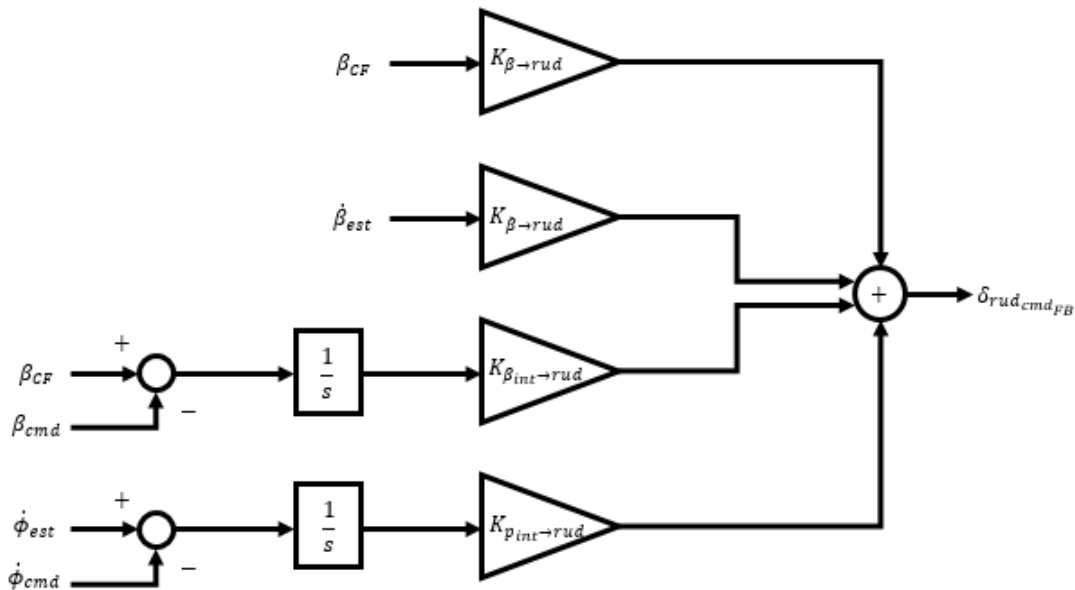 β_CF
K_β→rud
β̇_est
K_β→rud
+
δ_rud_cmd_FB
+
β_CF
1/s
K_β_int→rud
β_cmd
−
+
ϕ̇_est
1/s
K_p_int→rud
ϕ̇_cmd
−